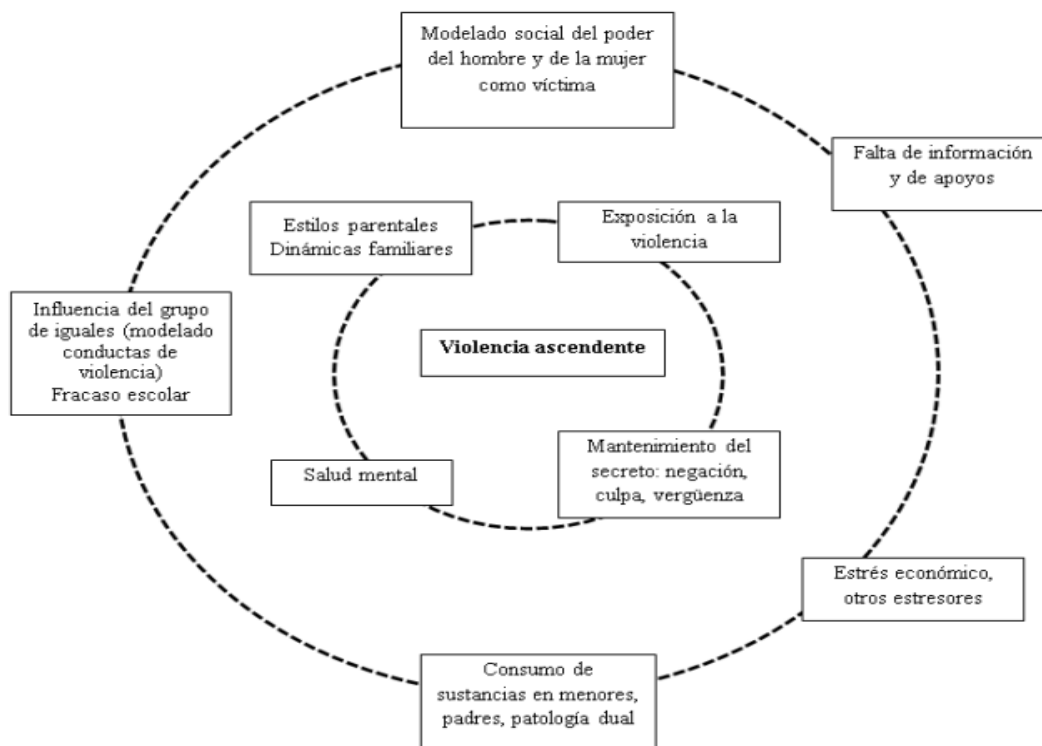 Modelado social del poder
del hombre y de la mujer
como víctima
Falta de información
y de apoyos
Estilos parentales
Dinámicas familiares
Exposición a la
violencia
Influencia del grupo
de iguales (modelado
conductas de
violencia)
Fracaso escolar
Violencia ascendente
Salud mental
Mantenimiento del
secreto: negación,
culpa, vergüenza
Estrés económico,
otros estresores
Consumo de
sustancias en menores,
padres, patología dual